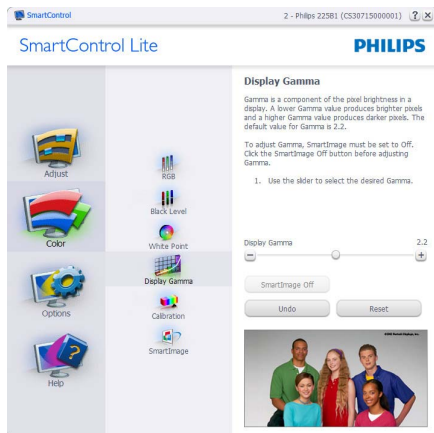 SmartControl
2 - Philips 225B1 (CS30715000001)
SmartControl Lite
PHILIPS
Adjust
Color
Options
Help
RGB
Black Level
White Point
Display Gamma
Calibration
SmartImage
Display Gamma
Gamma is a component of the pixel brightness in a
display. A lower Gamma value produces brighter pixels
and a higher Gamma value produces darker pixels. The
default value for Gamma is 2.2.
To adjust Gamma, SmartImage must be set to Off.
Click the SmartImage Off button before adjusting
Gamma.
1. Use the slider to select the desired Gamma.
Display Gamma 2.2
SmartImage Off
Undo Reset